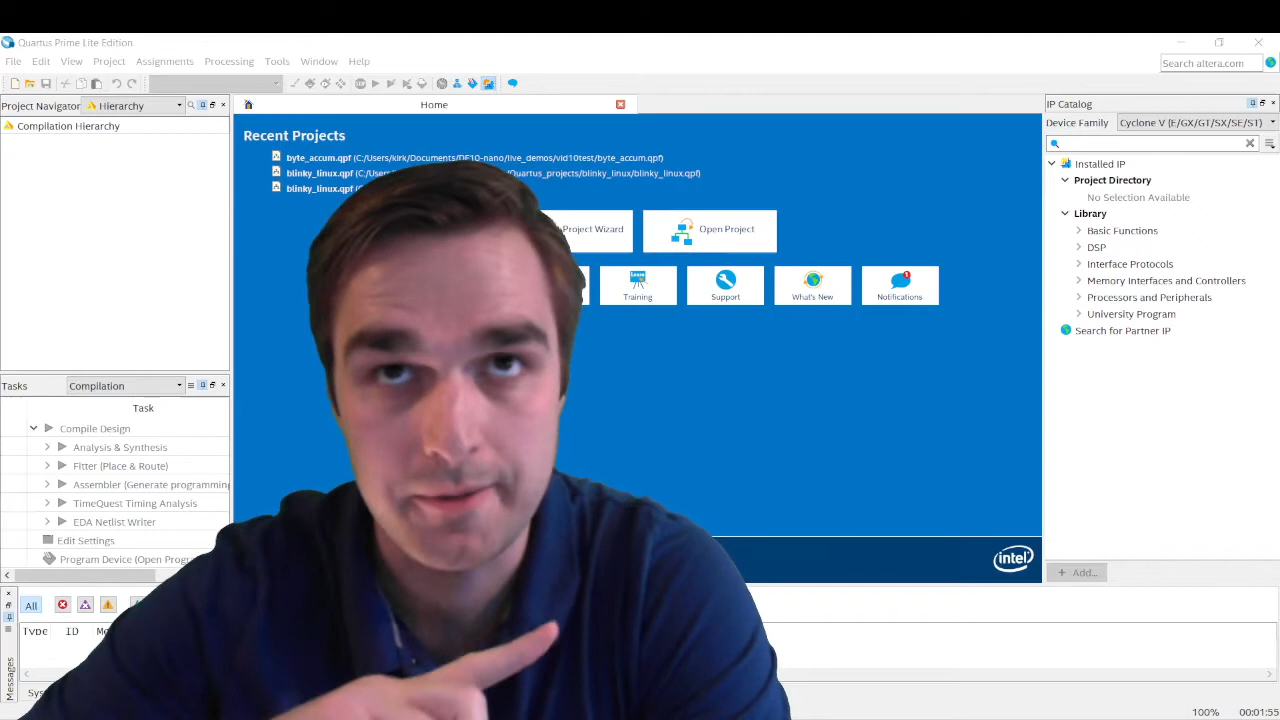 Quartus Prime Lite Edition
File Edit View Project Assignments Processing Tools Window Help
Search altera.com
Project Navigator Hierarchy
Compilation Hierarchy
Home
Recent Projects
byte_accum.qpf (C:/Users/kirk/Documents/DE10-nano/live_demos/vid10test/byte_accum.qpf)
blinky_linux.qpf (C:/Use Quartus_projects/blinky_linux/blinky_linux.qpf)
blinky_linux.qpf
Project Wizard
Open Project
Training
Support
What's New
Notifications
1
intel
IP Catalog
Device Family Cyclone V (E/GX/GT/SX/SE/ST)
Installed IP
Project Directory
No Selection Available
Library
Basic Functions
DSP
Interface Protocols
Memory Interfaces and Controllers
Processors and Peripherals
University Program
Search for Partner IP
+ Add...
Tasks Compilation
Task
Compile Design
Analysis & Synthesis
Fitter (Place & Route)
Assembler (Generate programming
TimeQuest Timing Analysis
EDA Netlist Writer
Edit Settings
Program Device (Open Prog
All
Type ID
Messages
Sys
100% 00:01:55